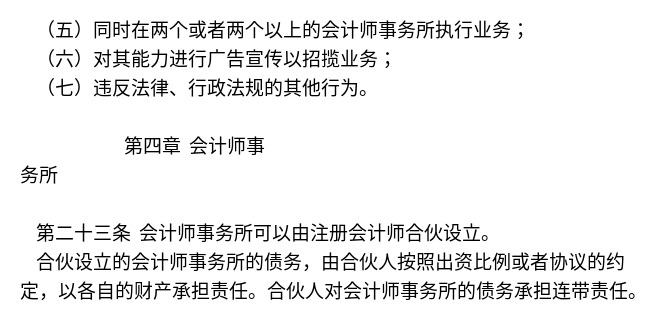 （五）同时在两个或者两个以上的会计师事务所执行业务；
（六）对其能力进行广告宣传以招揽业务；
（七）违反法律、行政法规的其他行为。
第四章 会计师事
务所
第二十三条 会计师事务所可以由注册会计师合伙设立。
合伙设立的会计师事务所的债务，由合伙人按照出资比例或者协议的约
定，以各自的财产承担责任。合伙人对会计师事务所的债务承担连带责任。